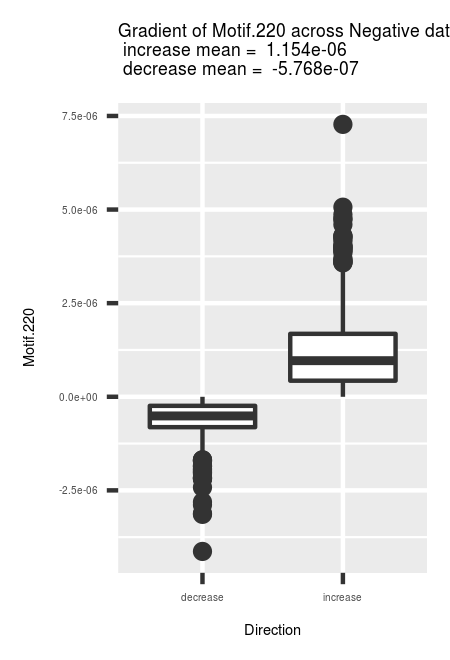 Gradient of Motif.220 across Negative dat
increase mean =  1.154e-06
decrease mean =  -5.768e-07
7.5e-06
5.0e-06
2.5e-06
0.0e+00
-2.5e-06
Motif.220
decrease increase
Direction